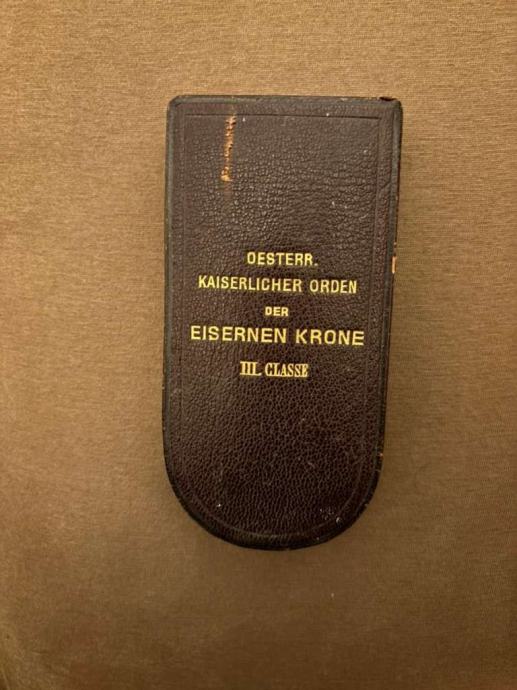 OESTERR.
KAISERLICHER ORDEN
DER
EISERNEN KRONE
III. CLASSE